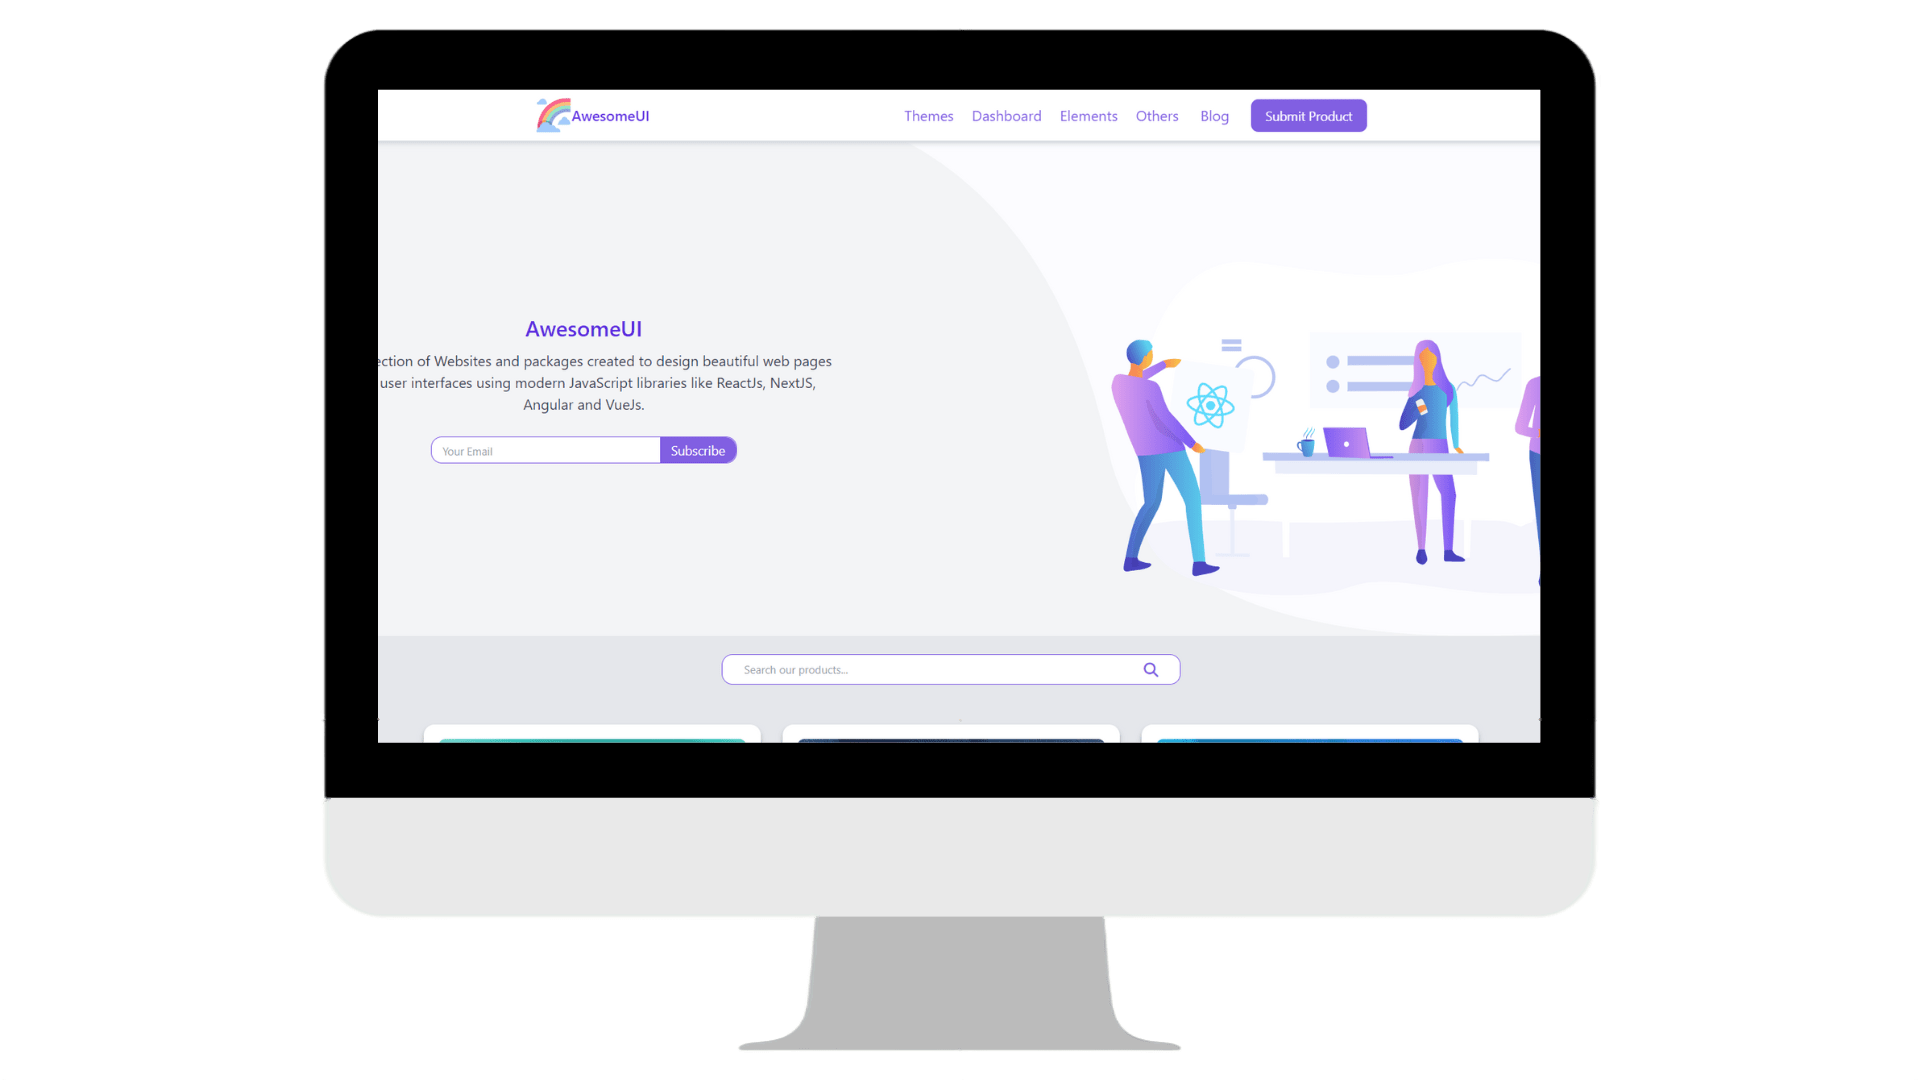 AwesomeUI
Themes Dashboard Elements Others Blog Submit Product
AwesomeUI
ection of Websites and packages created to design beautiful web pages
user interfaces using modern JavaScript libraries like ReactJs, NextJS,
Angular and VueJs.
Your Email Subscribe
Search our products...